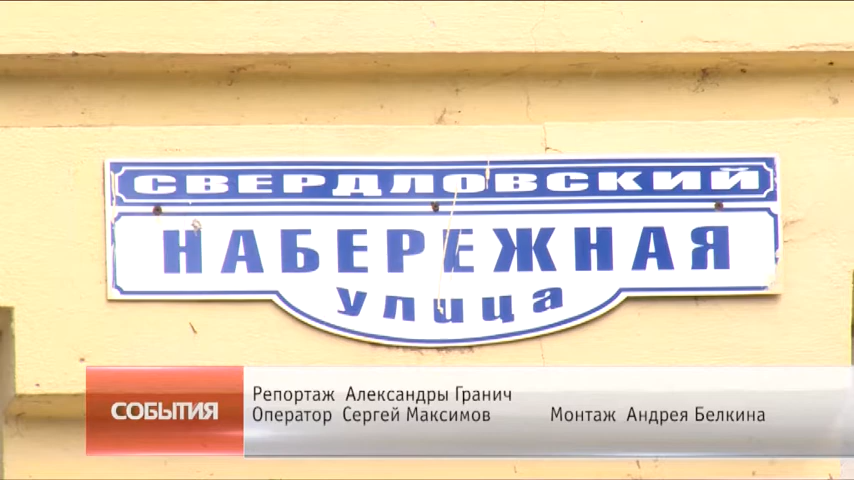 СВЕРДЛОВСКИЙ
НАБЕРЕЖНАЯ
УЛИЦА
СОБЫТИЯ
Репортаж Александры Гранич
Оператор Сергей Максимов Монтаж Андрея Белкина